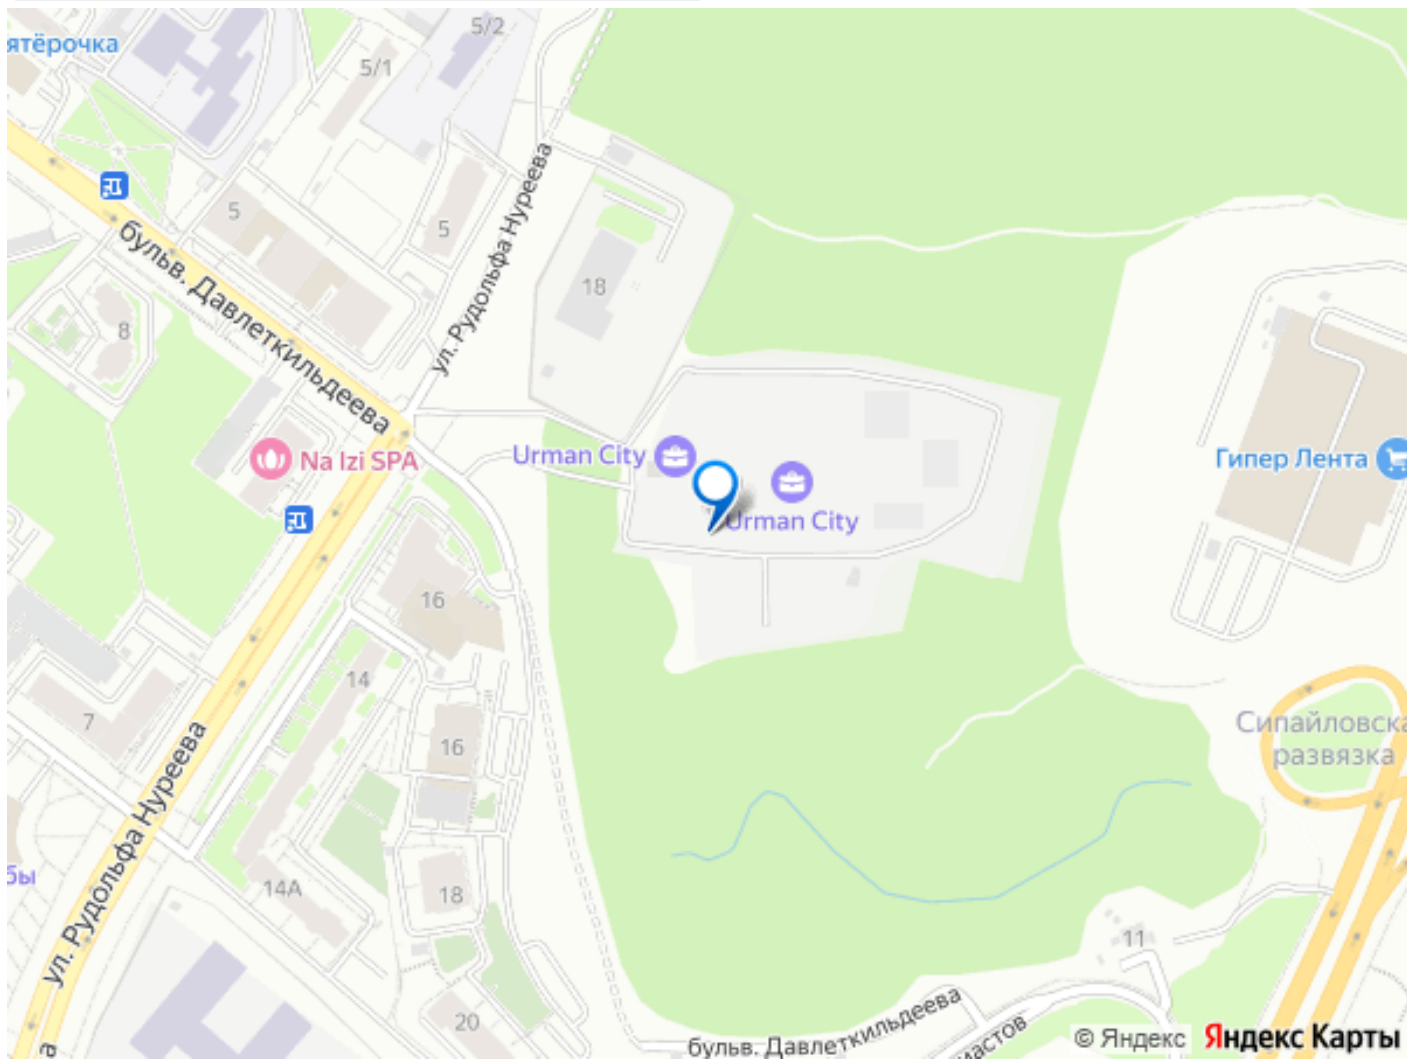 5/2
ятёрочка
5/1
5
5
ул. Рудольфа Нуреева
бульв. Давлеткильдеева
18
8
Urman City
Na Izi SPA
Гипер Лента
Urman City
16
14
7
16
Сипайловска
развязка
ул. Рудольфа Нуреева
бы
14А
18
11
20
бульв. Давлеткильдеева
иастов
а
© Яндекс Яндекс Карты